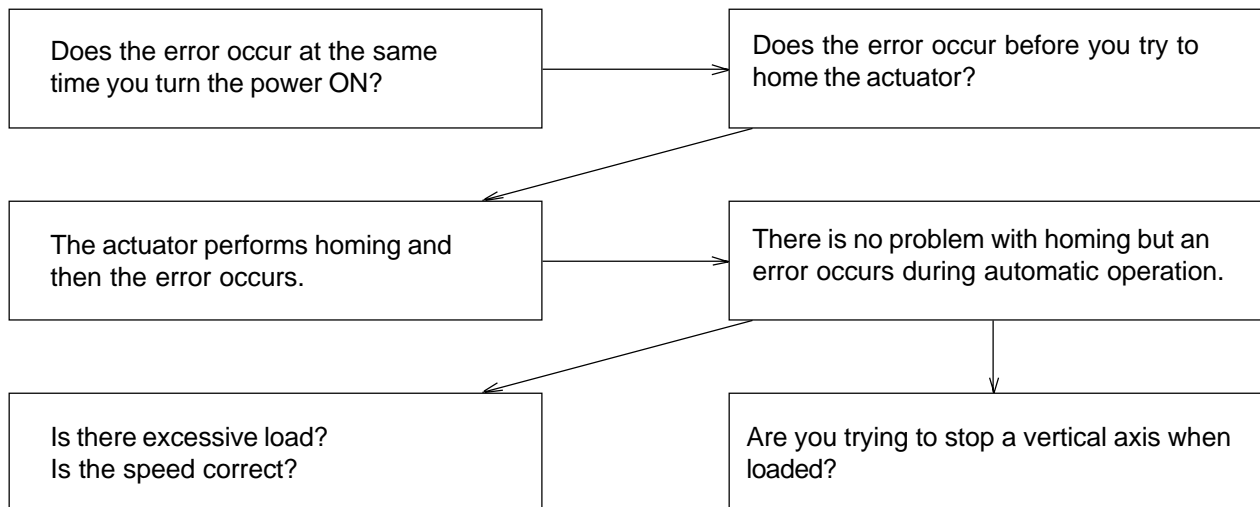 Does the error occur at the same
time you turn the power ON?
Does the error occur before you try to
home the actuator?
The actuator performs homing and
then the error occurs.
There is no problem with homing but an
error occurs during automatic operation.
Is there excessive load?
Is the speed correct?
Are you trying to stop a vertical axis when
loaded?